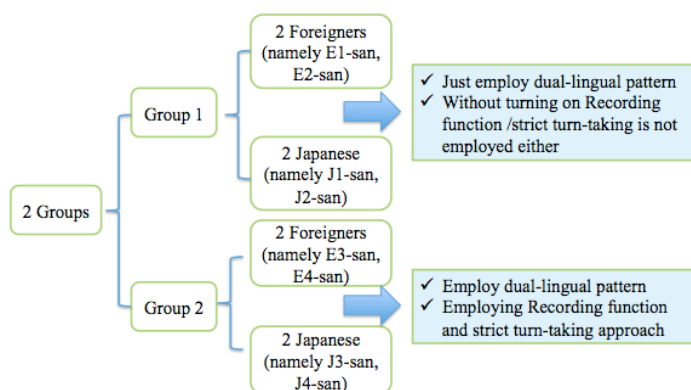 2 Groups
Group 1
2 Foreigners
(namely E1-san,
E2-san)
2 Japanese
(namely J1-san,
J2-san)
✓ Just employ dual-lingual pattern
✓ Without turning on Recording
function /strict turn-taking is not
employed either
Group 2
2 Foreigners
(namely E3-san,
E4-san)
2 Japanese
(namely J3-san,
J4-san)
✓ Employ dual-lingual pattern
✓ Employing Recording function
and strict turn-taking approach